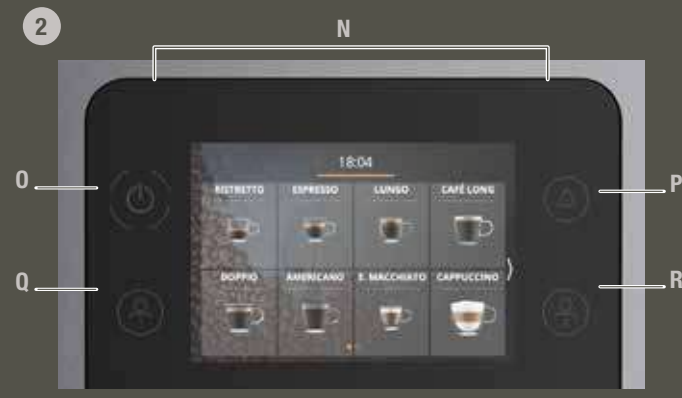 2
N
18:04
O
P
RISTRETTO ESPRESSO LUNGO CAFÉ LONG
Q
DOPPIO AMERICANO E. MACCHIATO CAPPUCCINO
R